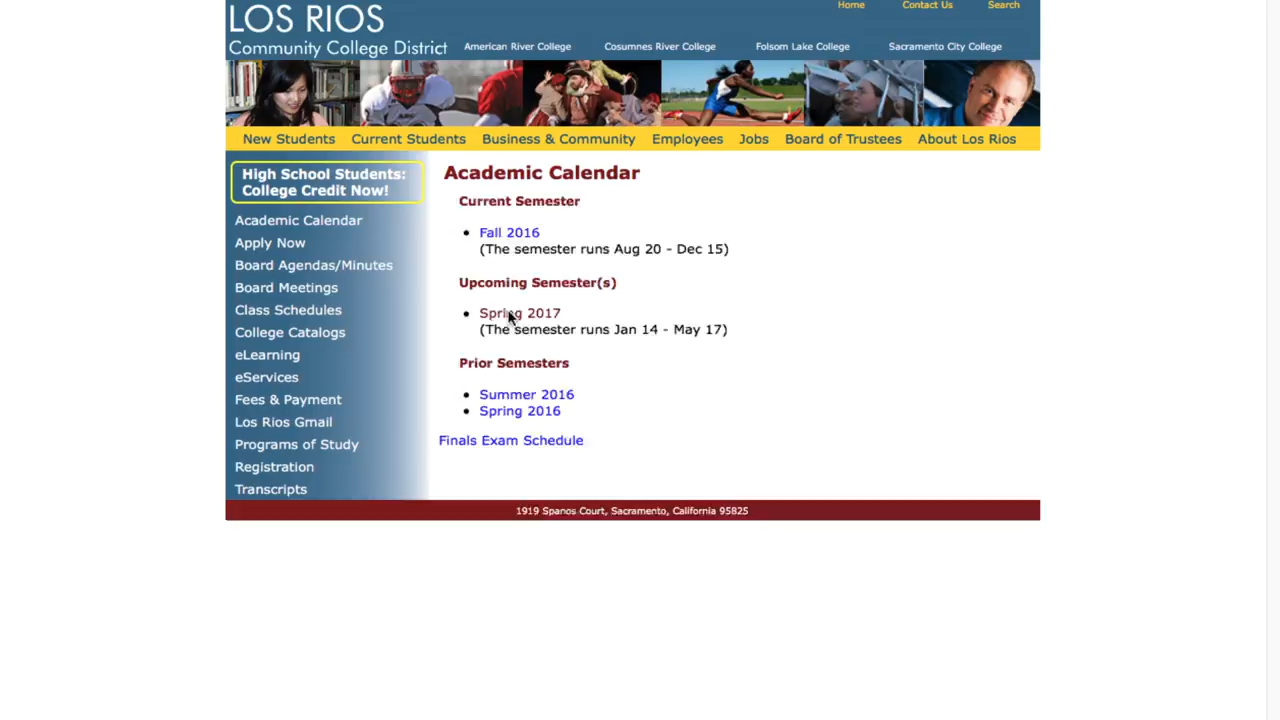 LOS RIOS
Community College District
Home Contact Us Search
American River College Cosumnes River College Folsom Lake College Sacramento City College
New Students Current Students Business & Community Employees Jobs Board of Trustees About Los Rios
High School Students:
College Credit Now!
Academic Calendar
Apply Now
Board Agendas/Minutes
Board Meetings
Class Schedules
College Catalogs
eLearning
eServices
Fees & Payment
Los Rios Gmail
Programs of Study
Registration
Transcripts
Academic Calendar
Current Semester
Fall 2016
(The semester runs Aug 20 - Dec 15)
Upcoming Semester(s)
Spring 2017
(The semester runs Jan 14 - May 17)
Prior Semesters
Summer 2016
Spring 2016
Finals Exam Schedule
1919 Spanos Court, Sacramento, California 95825